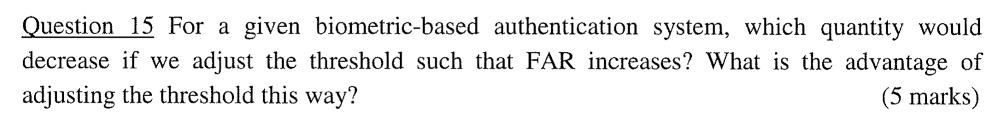 Question 15 For a given biometric-based authentication system, which quantity would
decrease if we adjust the threshold such that FAR increases? What is the advantage of
adjusting the threshold this way? (5 marks)